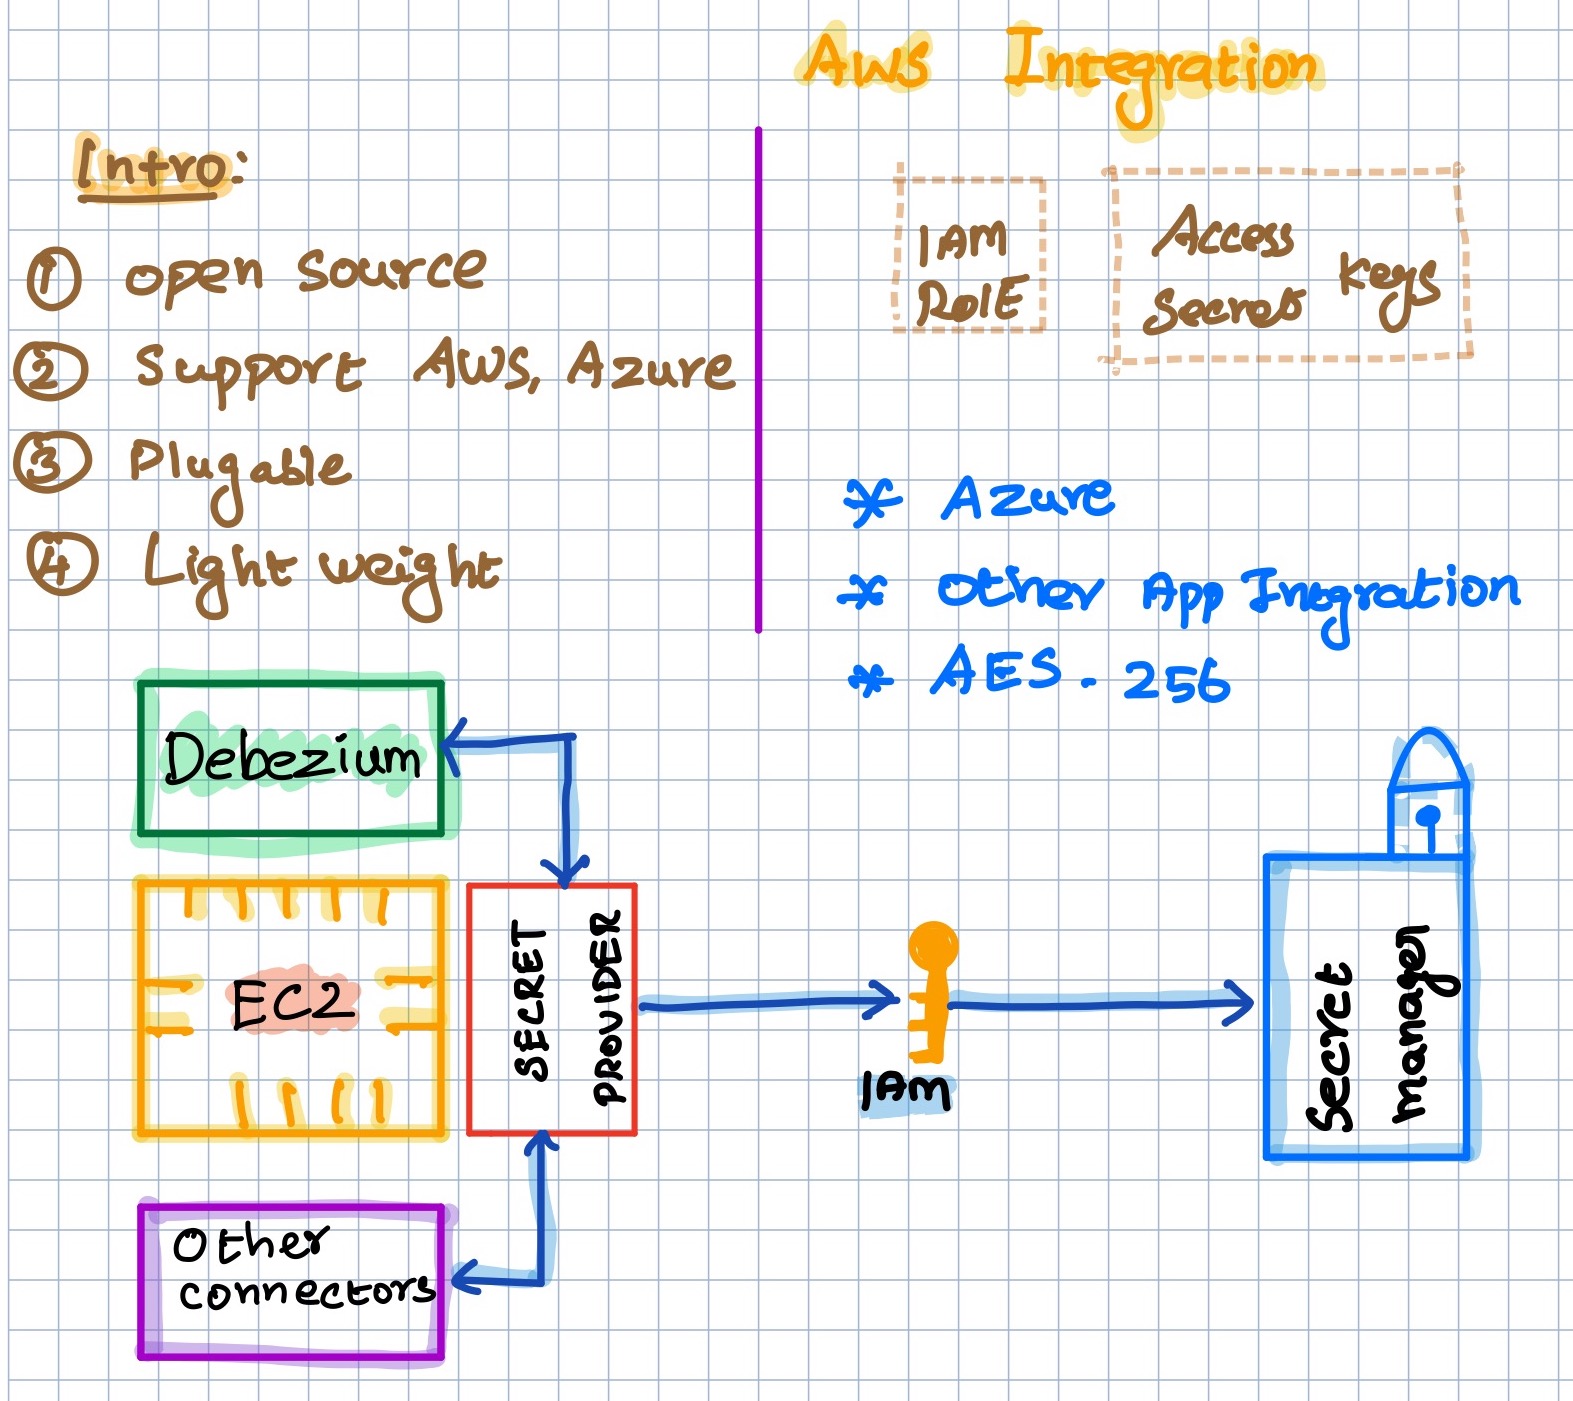 AWS Integration
Intro:
① open source
② Support AWS, Azure
③ Plugable
④ Light weight
IAM
ROlE
Access
Secret Keys
* Azure
* Other App Integration
* AES - 256
Debezium
EC2
SECRET
PROVIDER
IAM
Secret
manager
Other
connectors